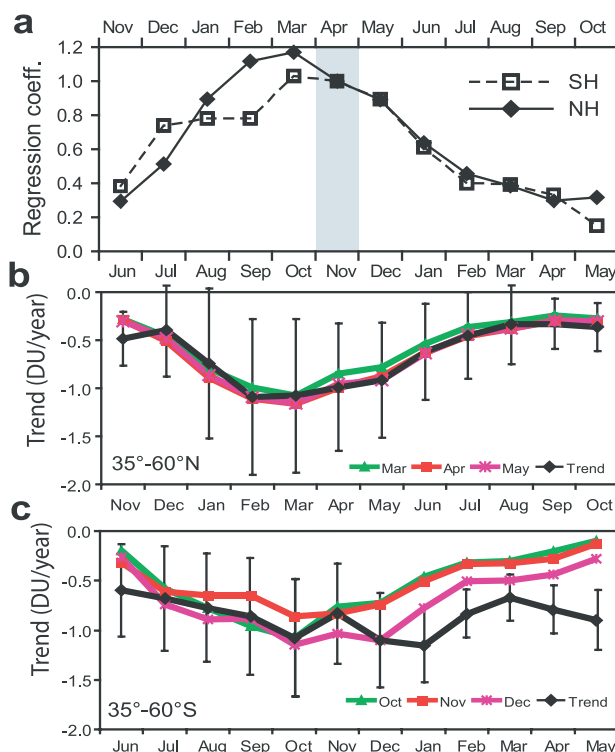 a
Nov Dec Jan Feb Mar Apr May Jun Jul Aug Sep Oct
Regression coeff.
1.2
1.0
0.8
0.6
0.4
0.2
0.0
SH
NH
Jun Jul Aug Sep Oct Nov Dec Jan Feb Mar Apr May
b
Trend (DU/year)
0.0
-0.5
-1.0
-1.5
-2.0
35°-60°N
Mar Apr May Trend
Nov Dec Jan Feb Mar Apr May Jun Jul Aug Sep Oct
c
Trend (DU/year)
0.0
-0.5
-1.0
-1.5
-2.0
35°-60°S
Oct Nov Dec Trend
Jun Jul Aug Sep Oct Nov Dec Jan Feb Mar Apr May